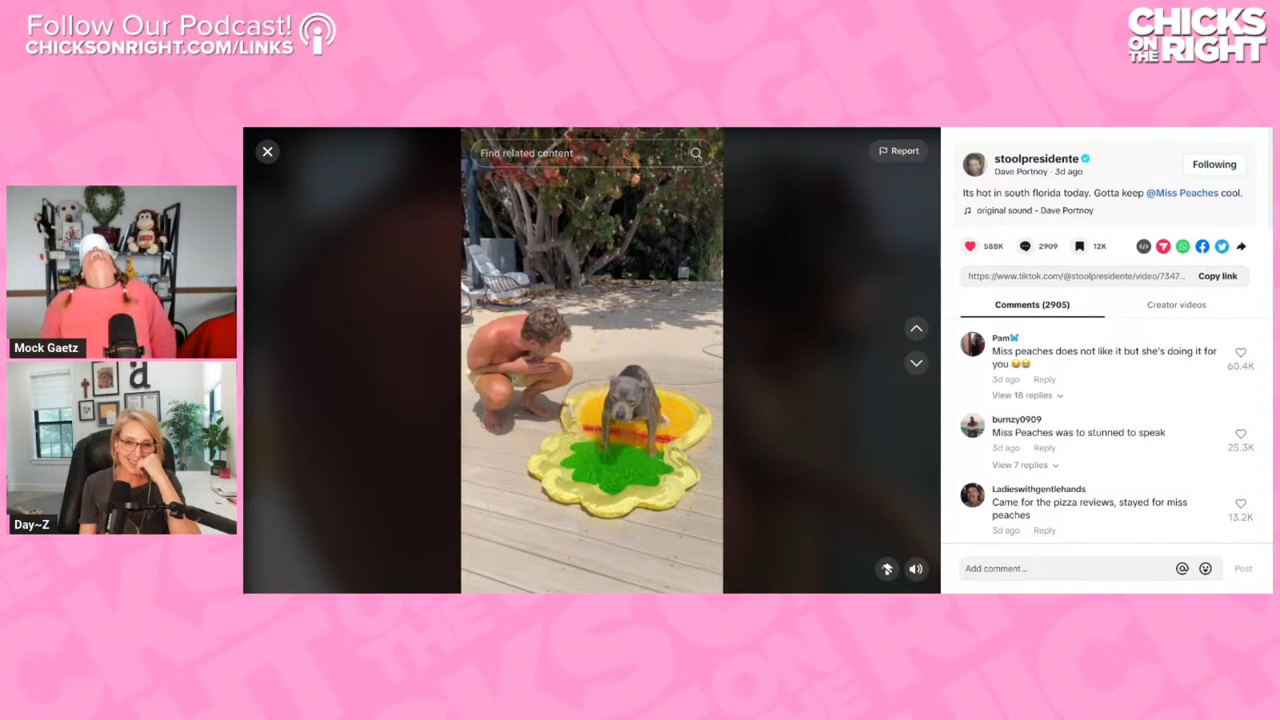 Follow Our Podcast!
CHICKSONRIGHT.COM/LINKS
CHICKS
ON THE
RIGHT
Find related content
Report
Mock Gaetz
Day~Z
stoolpresidente
Dave Portnoy · 3d ago
Following
Its hot in south florida today. Gotta keep @Miss Peaches cool.
original sound - Dave Portnoy
588K
2909
12K
https://www.tiktok.com/@stoolpresidente/video/7347...
Copy link
Comments (2905)
Creator videos
Pam
Miss peaches does not like it but she's doing it for
you 😂😭
3d ago Reply
60.4K
View 16 replies
burnzy0909
Miss Peaches was to stunned to speak
3d ago Reply
25.3K
View 7 replies
Ladieswithgentlehands
Came for the pizza reviews, stayed for miss
peaches
3d ago Reply
13.2K
Add comment...
Post